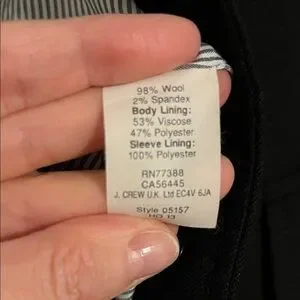 98% Wool
2% Spandex
Body Lining:
53% Viscose
47% Polyester
Sleeve Lining:
100% Polyester
RN77388
CA56445
J. CREW U.K. Ltd EC4V 6JA
Style 05157